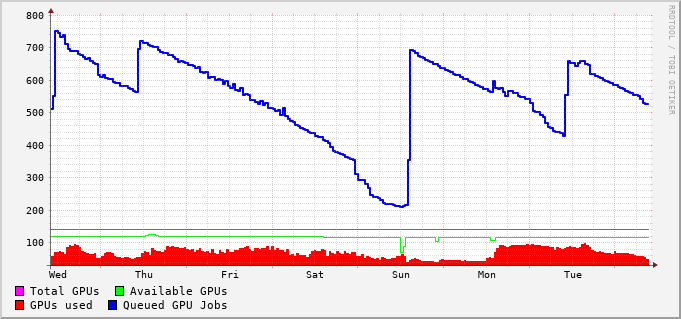 800
700
600
500
400
300
200
100
Wed Thu Fri Sat Sun Mon Tue
Total GPUs Available GPUs
GPUs used Queued GPU Jobs
RRDTOOL / TOBI OETIKER